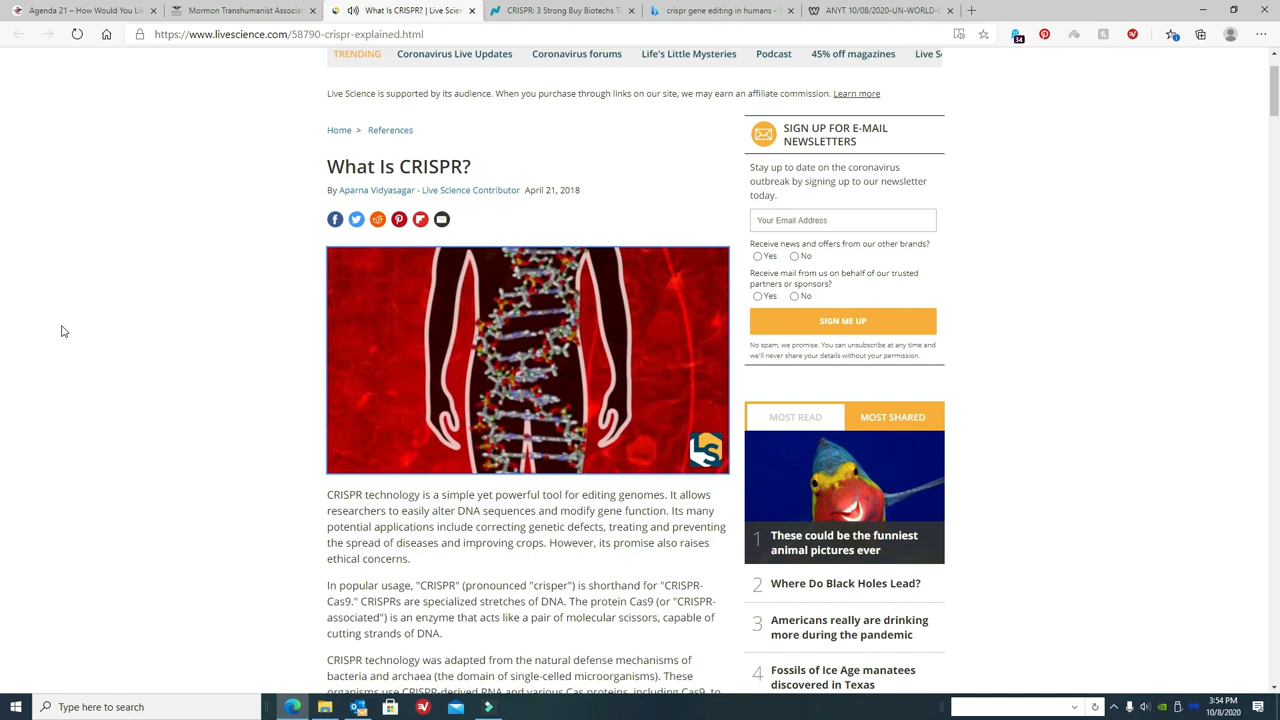 Agenda 21 – How Would You Li
Mormon Transhumanist Associat
What Is CRISPR? | Live Scien
CRISPR: 3 Strong Buy Biotechs T
crispr gene editing in humans -
ANYT 10/08/2020-UN-WORLD-
https://www.livescience.com/58790-crispr-explained.html
34
TRENDING
Coronavirus Live Updates
Coronavirus forums
Life's Little Mysteries
Podcast
45% off magazines
Live S
Live Science is supported by its audience. When you purchase through links on our site, we may earn an affiliate commission. Learn more
Home > References
What Is CRISPR?
By Aparna Vidyasagar - Live Science Contributor April 21, 2018
LS
CRISPR technology is a simple yet powerful tool for editing genomes. It allows
researchers to easily alter DNA sequences and modify gene function. Its many
potential applications include correcting genetic defects, treating and preventing
the spread of diseases and improving crops. However, its promise also raises
ethical concerns.
In popular usage, "CRISPR" (pronounced "crisper") is shorthand for "CRISPR-
Cas9." CRISPRs are specialized stretches of DNA. The protein Cas9 (or "CRISPR-
associated") is an enzyme that acts like a pair of molecular scissors, capable of
cutting strands of DNA.
CRISPR technology was adapted from the natural defense mechanisms of
bacteria and archaea (the domain of single-celled microorganisms). These
organisms use CRISPR-derived RNA and various Cas proteins, including Cas9, to
SIGN UP FOR E-MAIL
NEWSLETTERS
Stay up to date on the coronavirus
outbreak by signing up to our newsletter
today.
Your Email Address
Receive news and offers from our other brands?
Yes No
Receive mail from us on behalf of our trusted
partners or sponsors?
Yes No
SIGN ME UP
No spam, we promise. You can unsubscribe at any time and
we'll never share your details without your permission.
MOST READ
MOST SHARED
1 These could be the funniest
animal pictures ever
2 Where Do Black Holes Lead?
3 Americans really are drinking
more during the pandemic
4 Fossils of Ice Age manatees
discovered in Texas
Type here to search
3:54 PM
10/8/2020